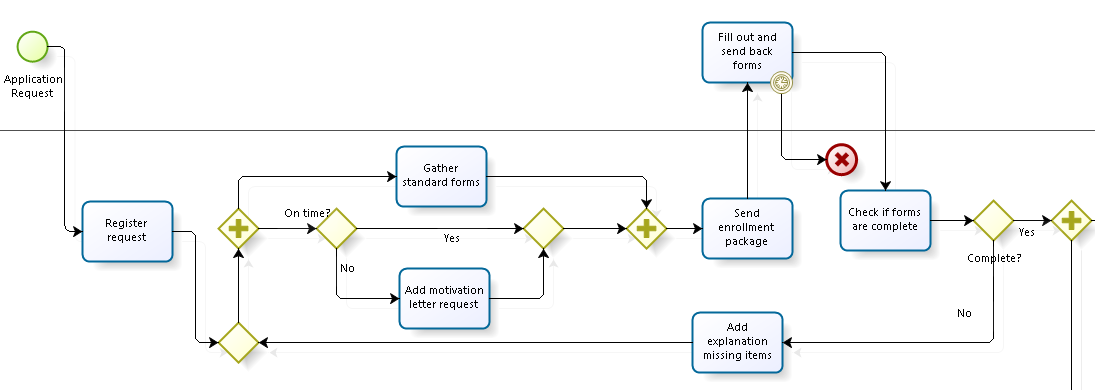 Application
Request
Fill out and
send back
forms
Gather
standard forms
Register
request
On time?
Yes
No
Add motivation
letter request
Send
enrollment
package
Check if forms
are complete
Yes
Complete?
No
Add
explanation
missing items